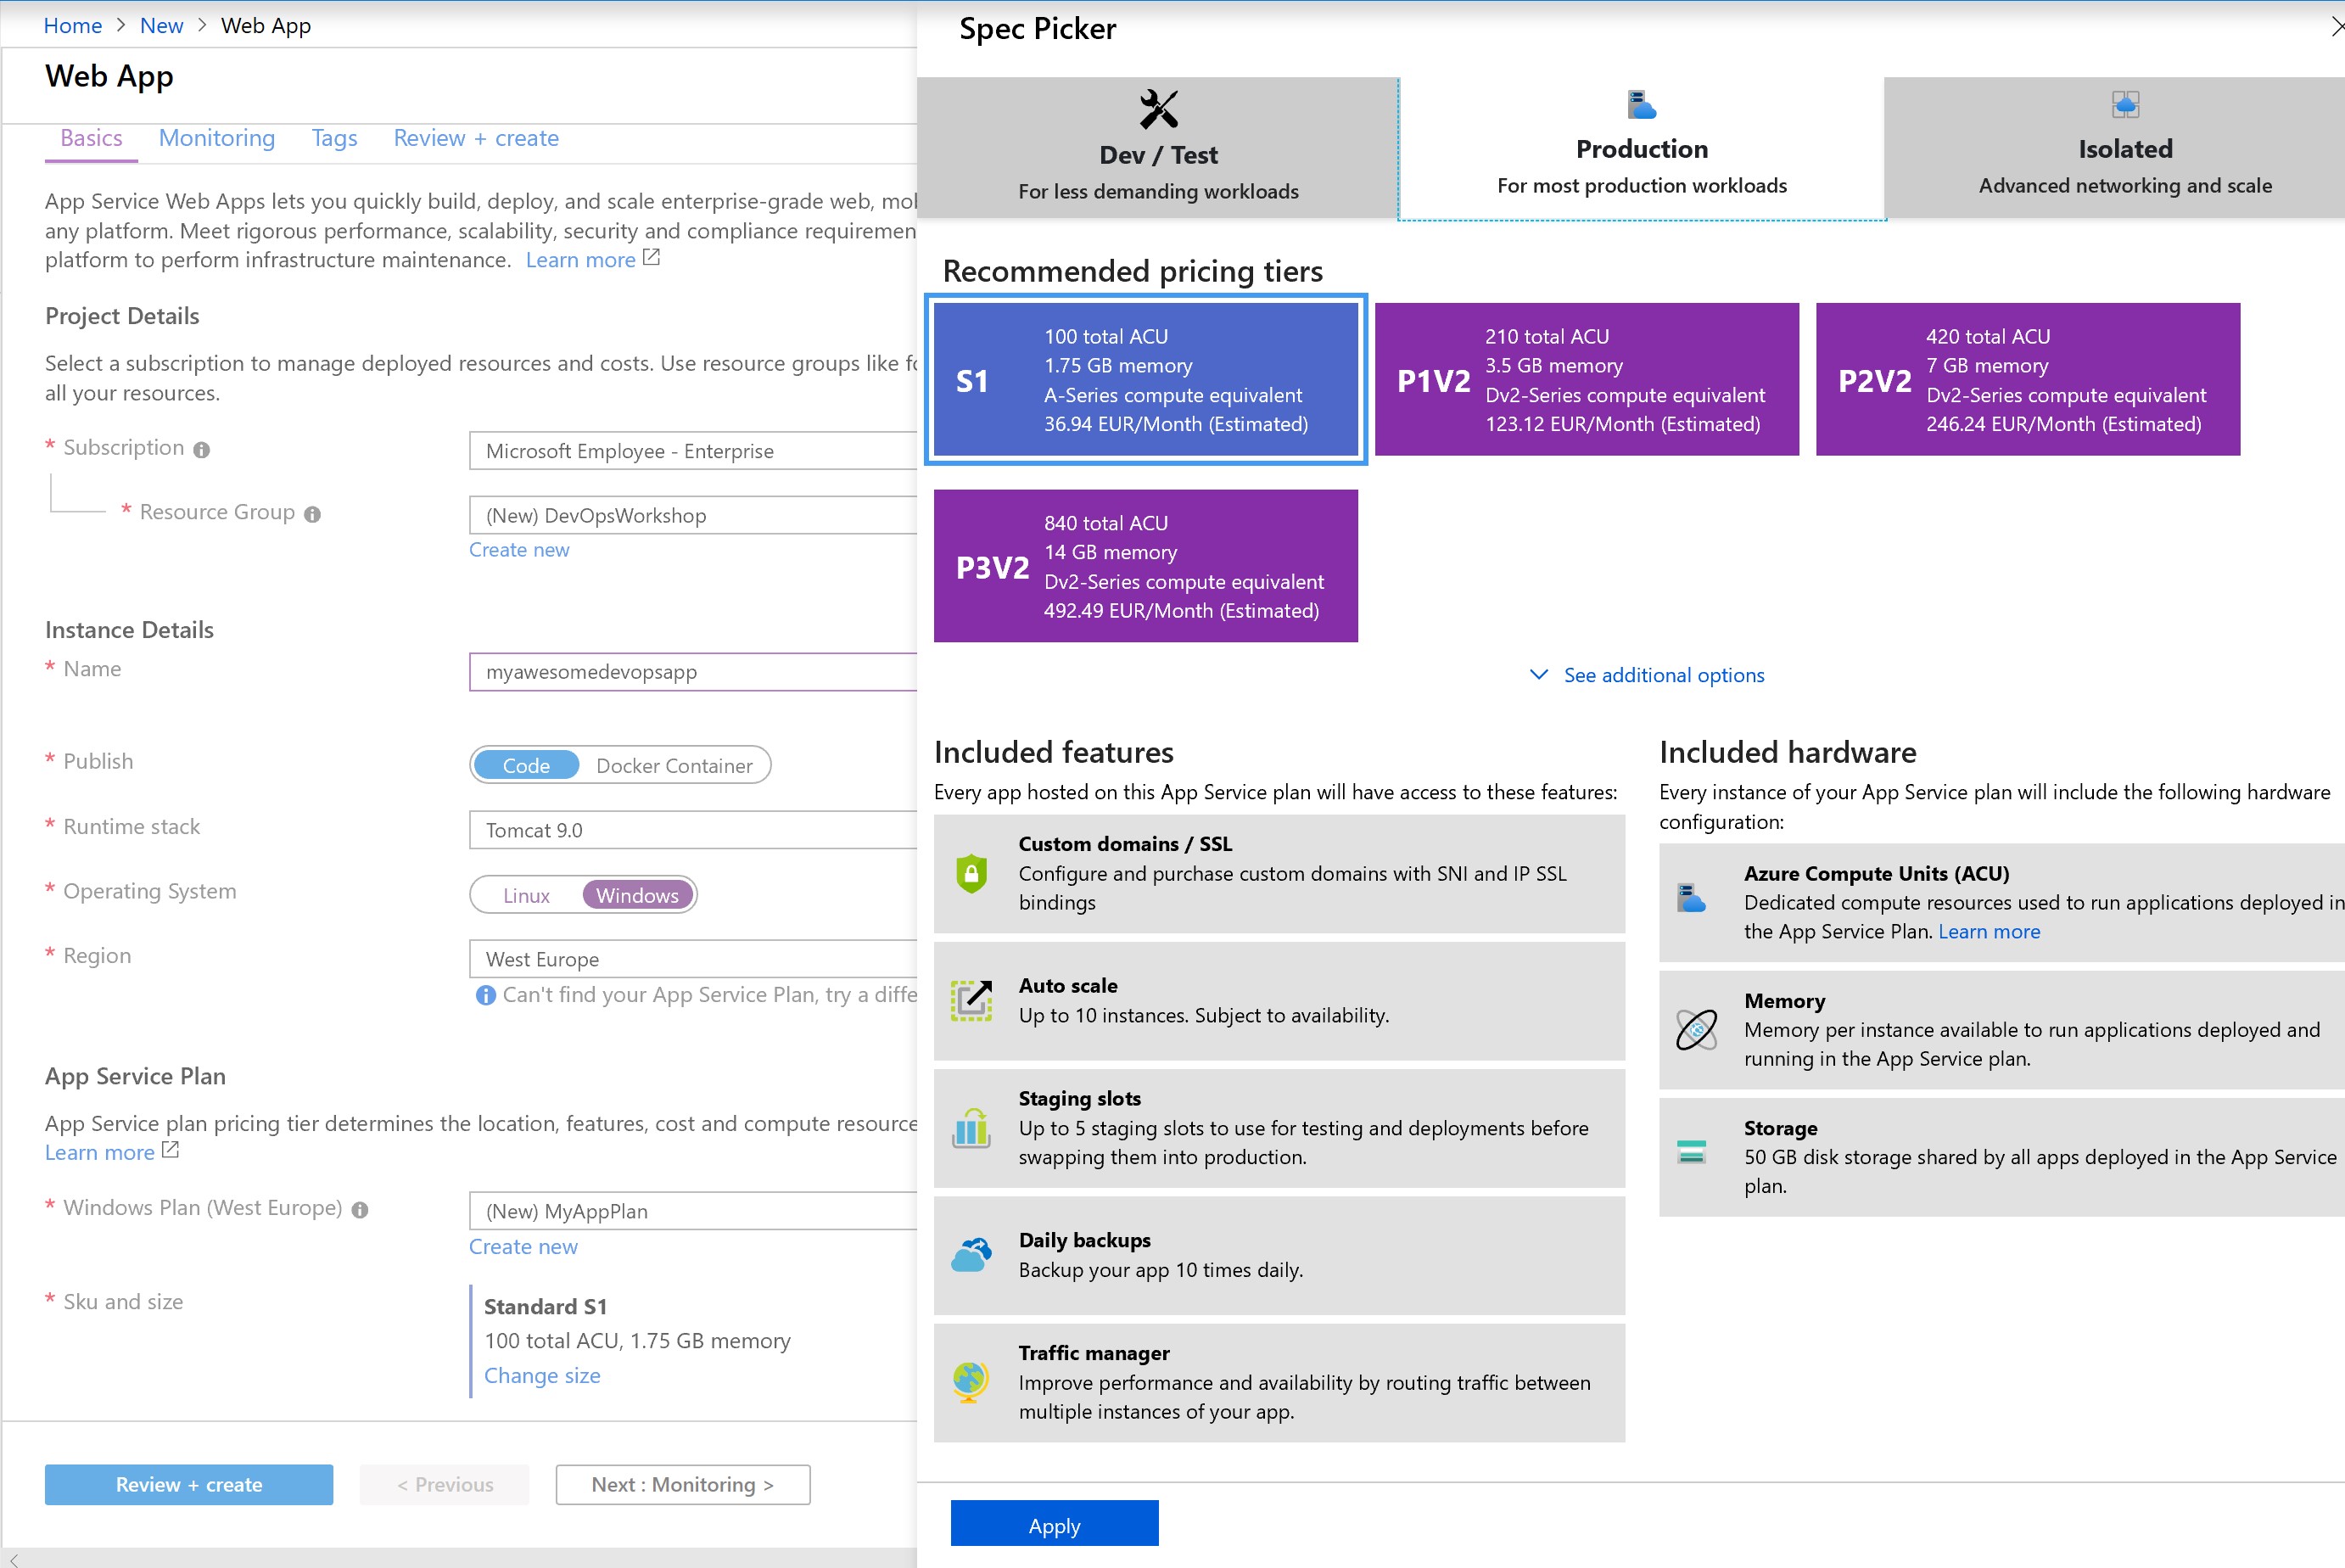 Home > New > Web App
Web App
Basics Monitoring Tags Review + create
App Service Web Apps lets you quickly build, deploy, and scale enterprise-grade web,
any platform. Meet rigorous performance, scalability, security and compliance
platform to perform infrastructure maintenance. Learn more
Project Details
Select a subscription to manage deployed resources and costs. Use resource groups like
all your resources.
* Subscription
Microsoft Employee - Enterprise
* Resource Group
(New) DevOpsWorkshop
Create new
Instance Details
* Name
myawesomedevopsapp
* Publish
Code Docker Container
* Runtime stack
Tomcat 9.0
* Operating System
Linux Windows
* Region
West Europe
Can't find your App Service Plan, try a
App Service Plan
App Service plan pricing tier determines the location, features, cost and compute
Learn more
* Windows Plan (West Europe)
(New) MyAppPlan
Create new
* Sku and size
Standard S1
100 total ACU, 1.75 GB memory
Change size
Review + create
< Previous
Next : Monitoring >
Spec Picker
Dev / Test
For less demanding workloads
Production
For most production workloads
Isolated
Advanced networking and scale
Recommended pricing tiers
S1
100 total ACU
1.75 GB memory
A-Series compute equivalent
36.94 EUR/Month (Estimated)
P1V2
210 total ACU
3.5 GB memory
Dv2-Series compute equivalent
123.12 EUR/Month (Estimated)
P2V2
420 total ACU
7 GB memory
Dv2-Series compute equivalent
246.24 EUR/Month (Estimated)
P3V2
840 total ACU
14 GB memory
Dv2-Series compute equivalent
492.49 EUR/Month (Estimated)
See additional options
Included features
Every app hosted on this App Service plan will have access to these features:
Custom domains / SSL
Configure and purchase custom domains with SNI and IP SSL
bindings
Auto scale
Up to 10 instances. Subject to availability.
Staging slots
Up to 5 staging slots to use for testing and deployments before
swapping them into production.
Daily backups
Backup your app 10 times daily.
Traffic manager
Improve performance and availability by routing traffic between
multiple instances of your app.
Included hardware
Every instance of your App Service plan will include the following hardware
configuration:
Azure Compute Units (ACU)
Dedicated compute resources used to run applications deployed in
the App Service Plan. Learn more
Memory
Memory per instance available to run applications deployed and
running in the App Service plan.
Storage
50 GB disk storage shared by all apps deployed in the App Service
plan.
Apply